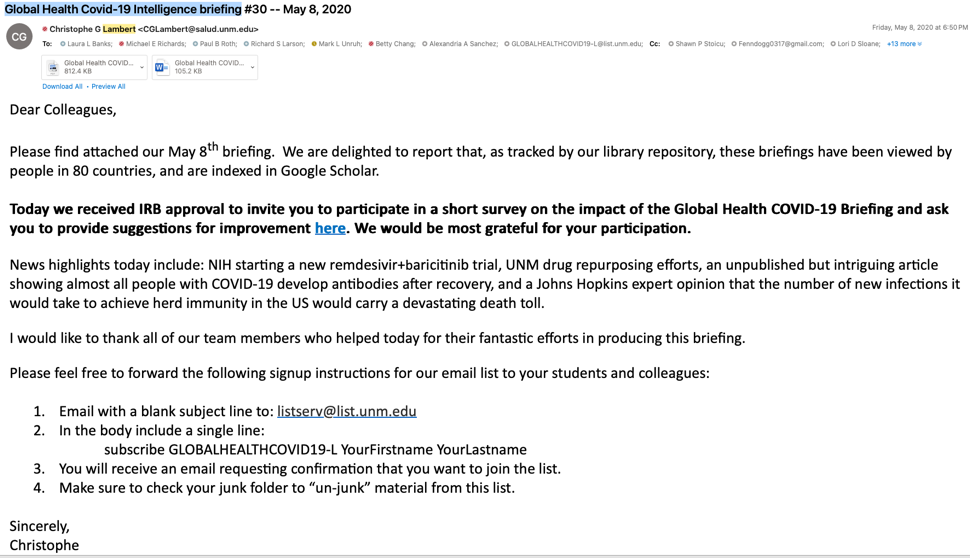 Global Health Covid-19 Intelligence briefing #30 -- May 8, 2020
CG
Christophe G Lambert <CGLambert@salud.unm.edu>
Friday, May 8, 2020 at 6:50 PM
To: Laura L Banks; Michael E Richards; Paul B Roth; Richard S Larson; Mark L Unruh; Betty Chang; Alexandria A Sanchez; GLOBALHEALTHCOVID19-L@list.unm.edu; Cc: Shawn P Stoicu; Fenndogg0317@gmail.com; Lori D Sloane; +13 more »
Global Health COVID...
812.4 KB
Global Health COVID...
105.2 KB
Download All • Preview All
Dear Colleagues,
Please find attached our May 8th briefing. We are delighted to report that, as tracked by our library repository, these briefings have been viewed by
people in 80 countries, and are indexed in Google Scholar.
Today we received IRB approval to invite you to participate in a short survey on the impact of the Global Health COVID-19 Briefing and ask
you to provide suggestions for improvement here. We would be most grateful for your participation.
News highlights today include: NIH starting a new remdesivir+baricitinib trial, UNM drug repurposing efforts, an unpublished but intriguing article
showing almost all people with COVID-19 develop antibodies after recovery, and a Johns Hopkins expert opinion that the number of new infections it
would take to achieve herd immunity in the US would carry a devastating death toll.
I would like to thank all of our team members who helped today for their fantastic efforts in producing this briefing.
Please feel free to forward the following signup instructions for our email list to your students and colleagues:
1. Email with a blank subject line to: listserv@list.unm.edu
2. In the body include a single line:
subscribe GLOBALHEALTHCOVID19-L YourFirstname YourLastname
3. You will receive an email requesting confirmation that you want to join the list.
4. Make sure to check your junk folder to “un-junk” material from this list.
Sincerely,
Christophe